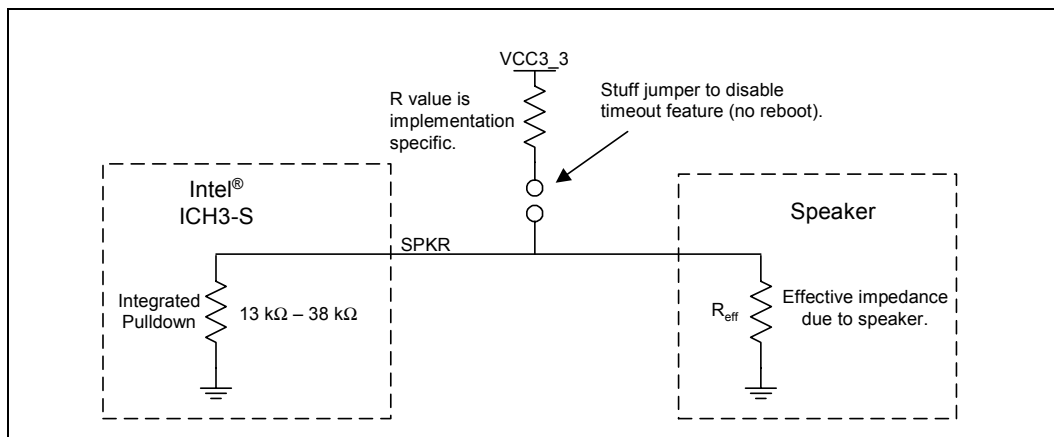 VCC3_3
R value is
implementation
specific.
Stuff jumper to disable
timeout feature (no reboot).
Intel®
ICH3-S
SPKR
Integrated
Pulldown
13 kΩ – 38 kΩ
Speaker
Reff
Effective impedance
due to speaker.